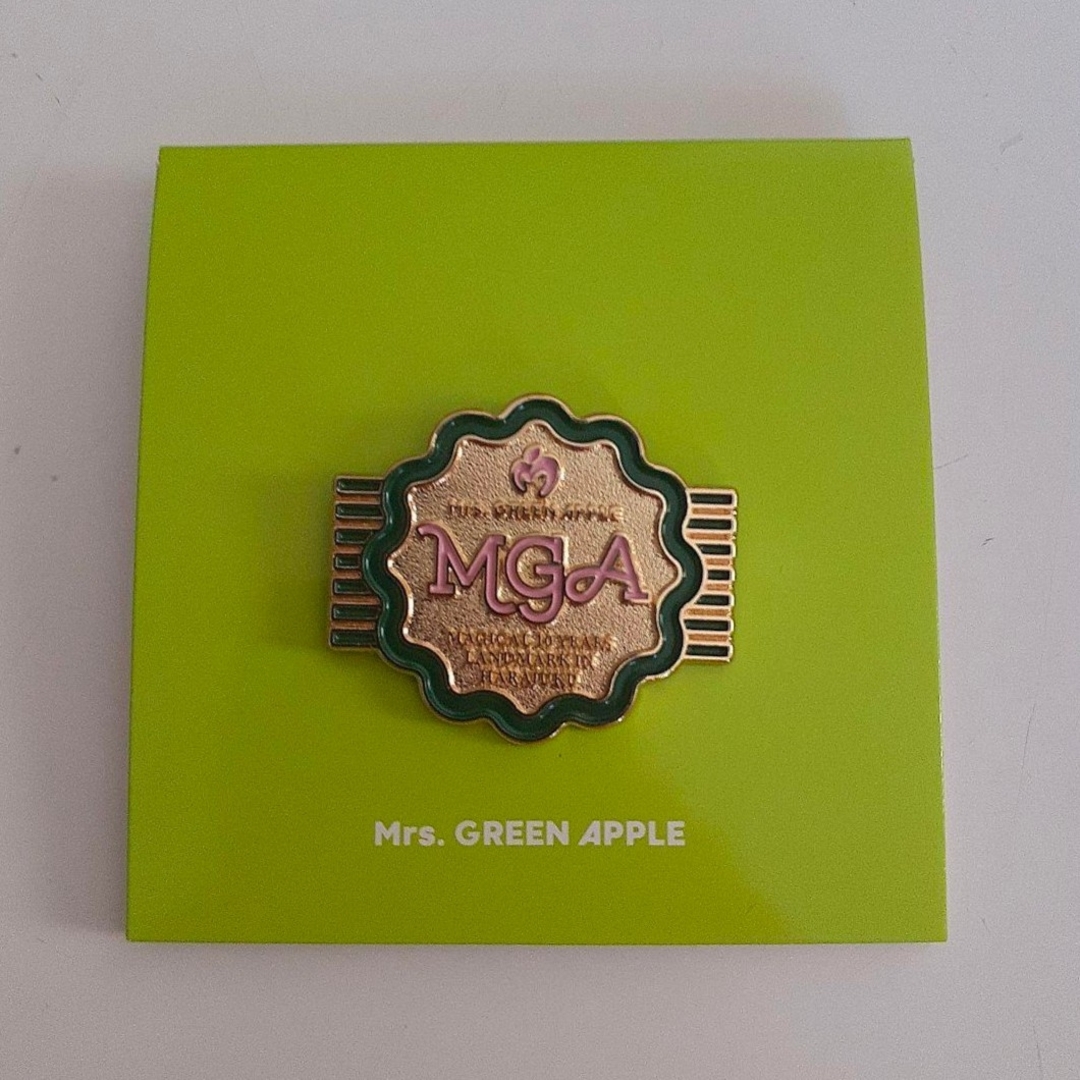 Mrs. GREEN APPLE
MGA
MAGICAL 10 YEARS
LANDMARK IN
HARAJUKU
Mrs. GREEN APPLE